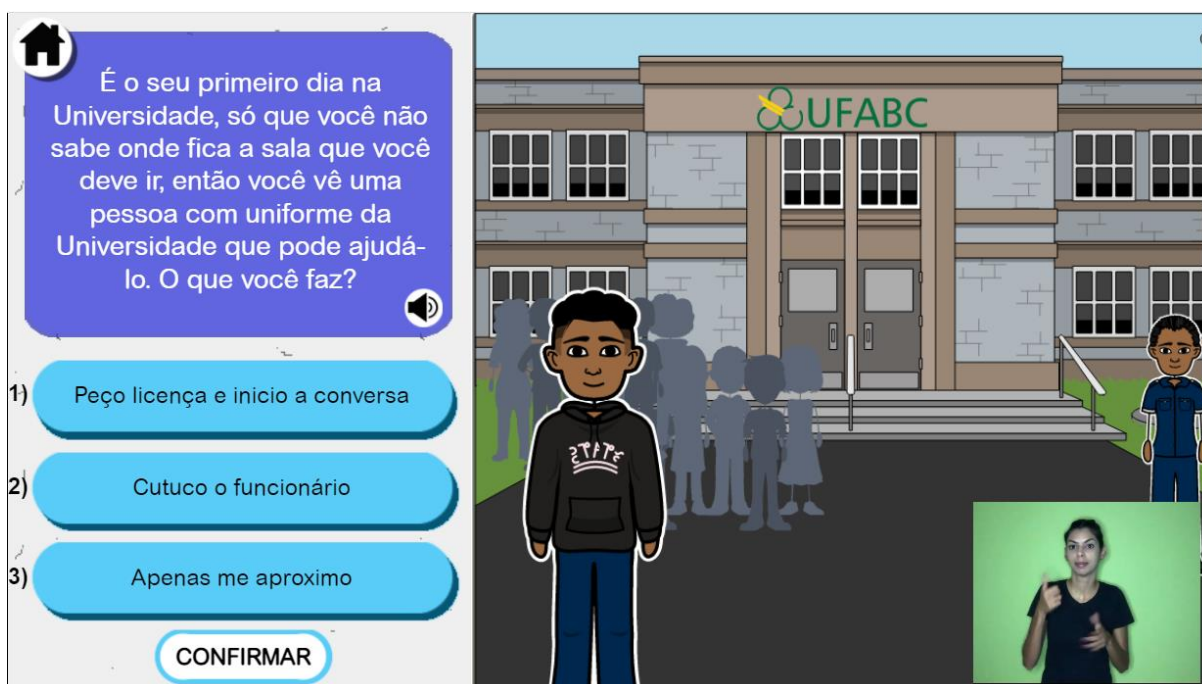 É o seu primeiro dia na
Universidade, só que você não
sabe onde fica a sala que você
deve ir, então você vê uma
pessoa com uniforme da
Universidade que pode ajudá-
lo. O que você faz?
1) Peço licença e inicio a conversa
2) Cutuco o funcionário
3) Apenas me aproximo
CONFIRMAR
UFABC